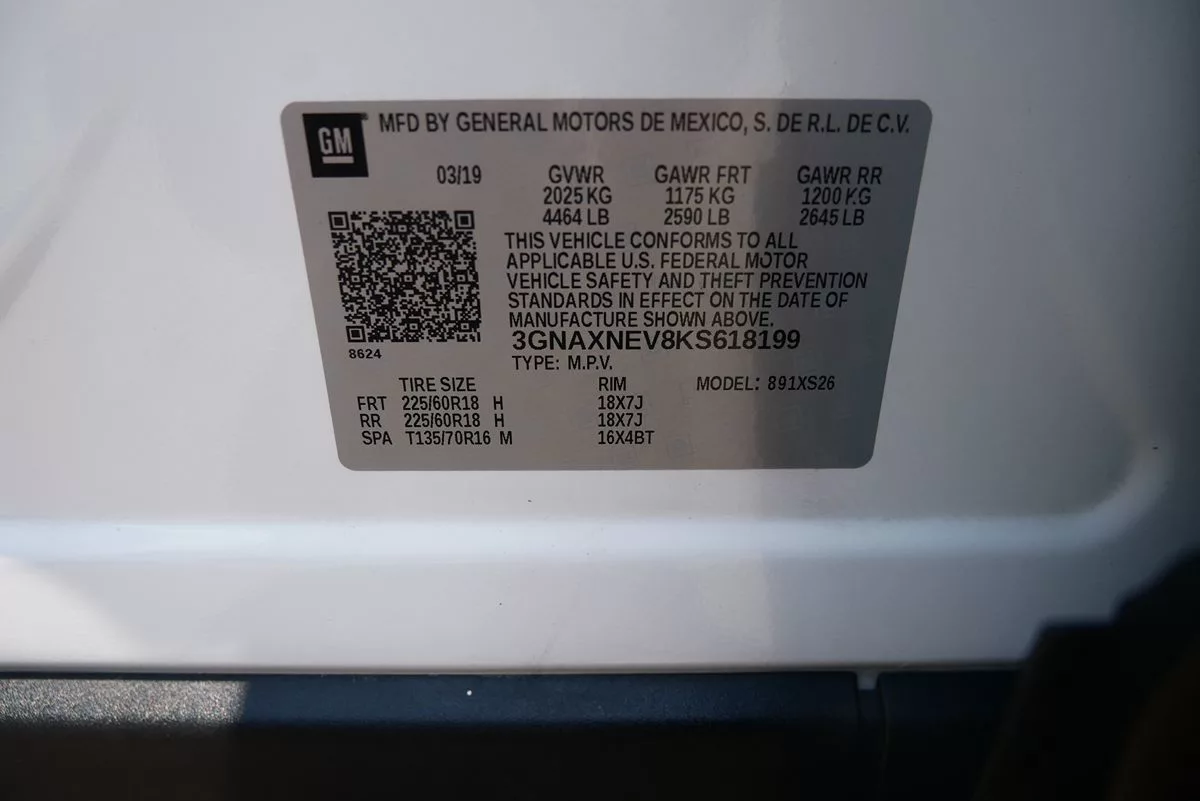 GM® MFD BY GENERAL MOTORS DE MEXICO, S. DE R.L. DE C.V.
03/19 GVWR GAWR FRT GAWR RR
2025 KG 1175 KG 1200 KG
4464 LB 2590 LB 2645 LB
THIS VEHICLE CONFORMS TO ALL
APPLICABLE U.S. FEDERAL MOTOR
VEHICLE SAFETY AND THEFT PREVENTION
STANDARDS IN EFFECT ON THE DATE OF
MANUFACTURE SHOWN ABOVE.
3GNAXNEV8KS618199
8624
TYPE: M.P.V.
TIRE SIZE RIM MODEL: 891XS26
FRT 225/60R18 H 18X7J
RR 225/60R18 H 18X7J
SPA T135/70R16 M 16X4BT